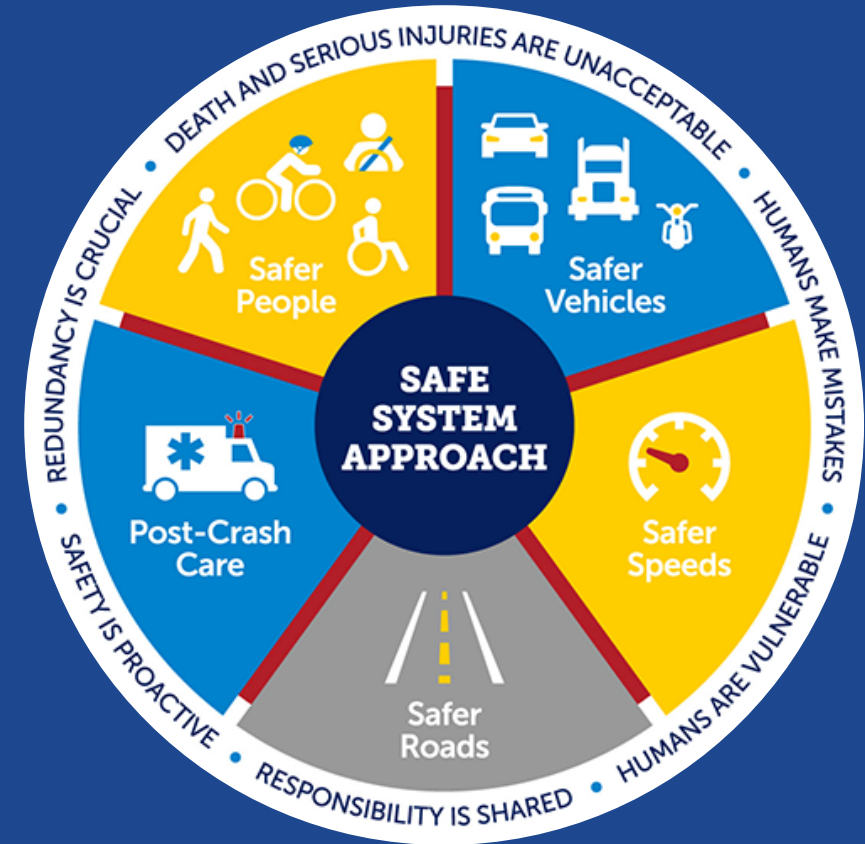 DEATH AND SERIOUS INJURIES ARE UNACCEPTABLE
HUMANS MAKE MISTAKES
HUMANS ARE VULNERABLE
RESPONSIBILITY IS SHARED
SAFETY IS PROACTIVE
REDUNDANCY IS CRUCIAL
Safer
People
Safer
Vehicles
SAFE
SYSTEM
APPROACH
Post-Crash
Care
Safer
Speeds
Safer
Roads